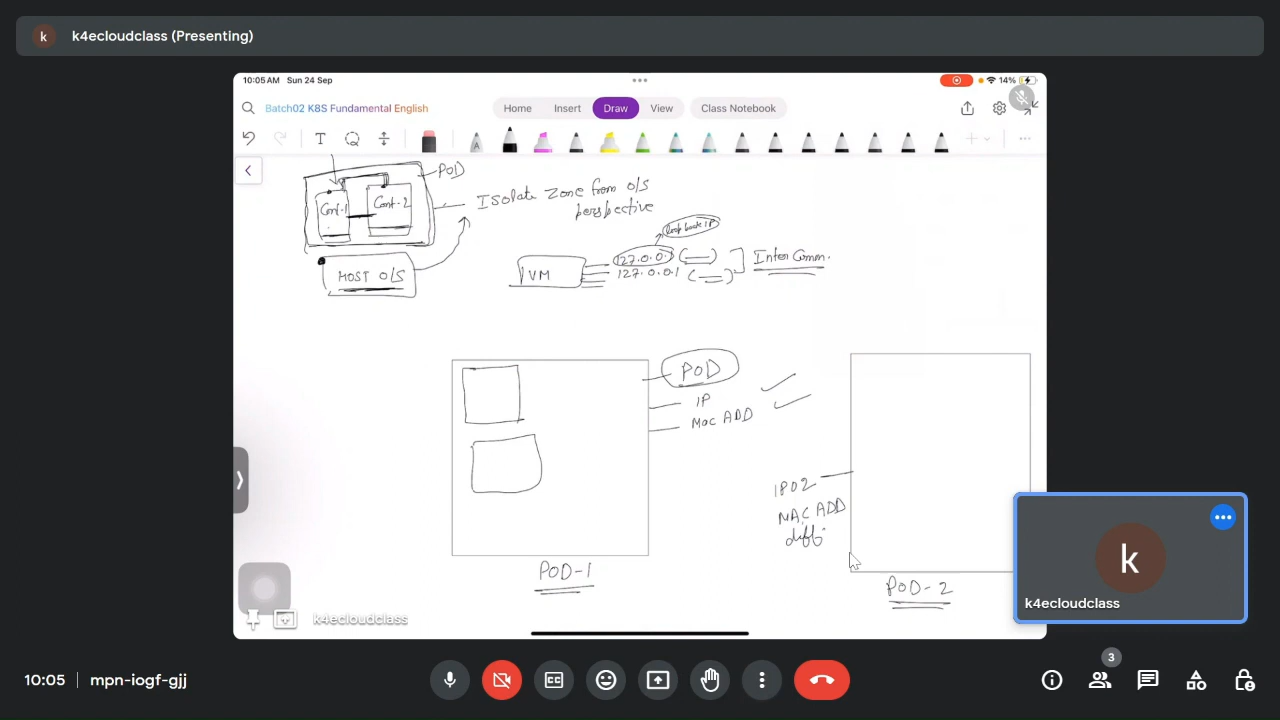 k
k4ecloudclass (Presenting)
10:05 AM Sun 24 Sep
14%
Batch02 K8S Fundamental English
Home
Insert
Draw
View
Class Notebook
T
A
POD
Cont-1
Cont-2
Isolate Zone from O/S
perspective
loop back IP
HOST O/S
VM
127.0.0.1
127.0.0.1
Inter Comm.
POD
IP
MAC ADD
IP02
MAC ADD
diff
POD-1
POD-2
k
k4ecloudclass
k4ecloudclass
10:05 | mpn-iogf-gjj
3